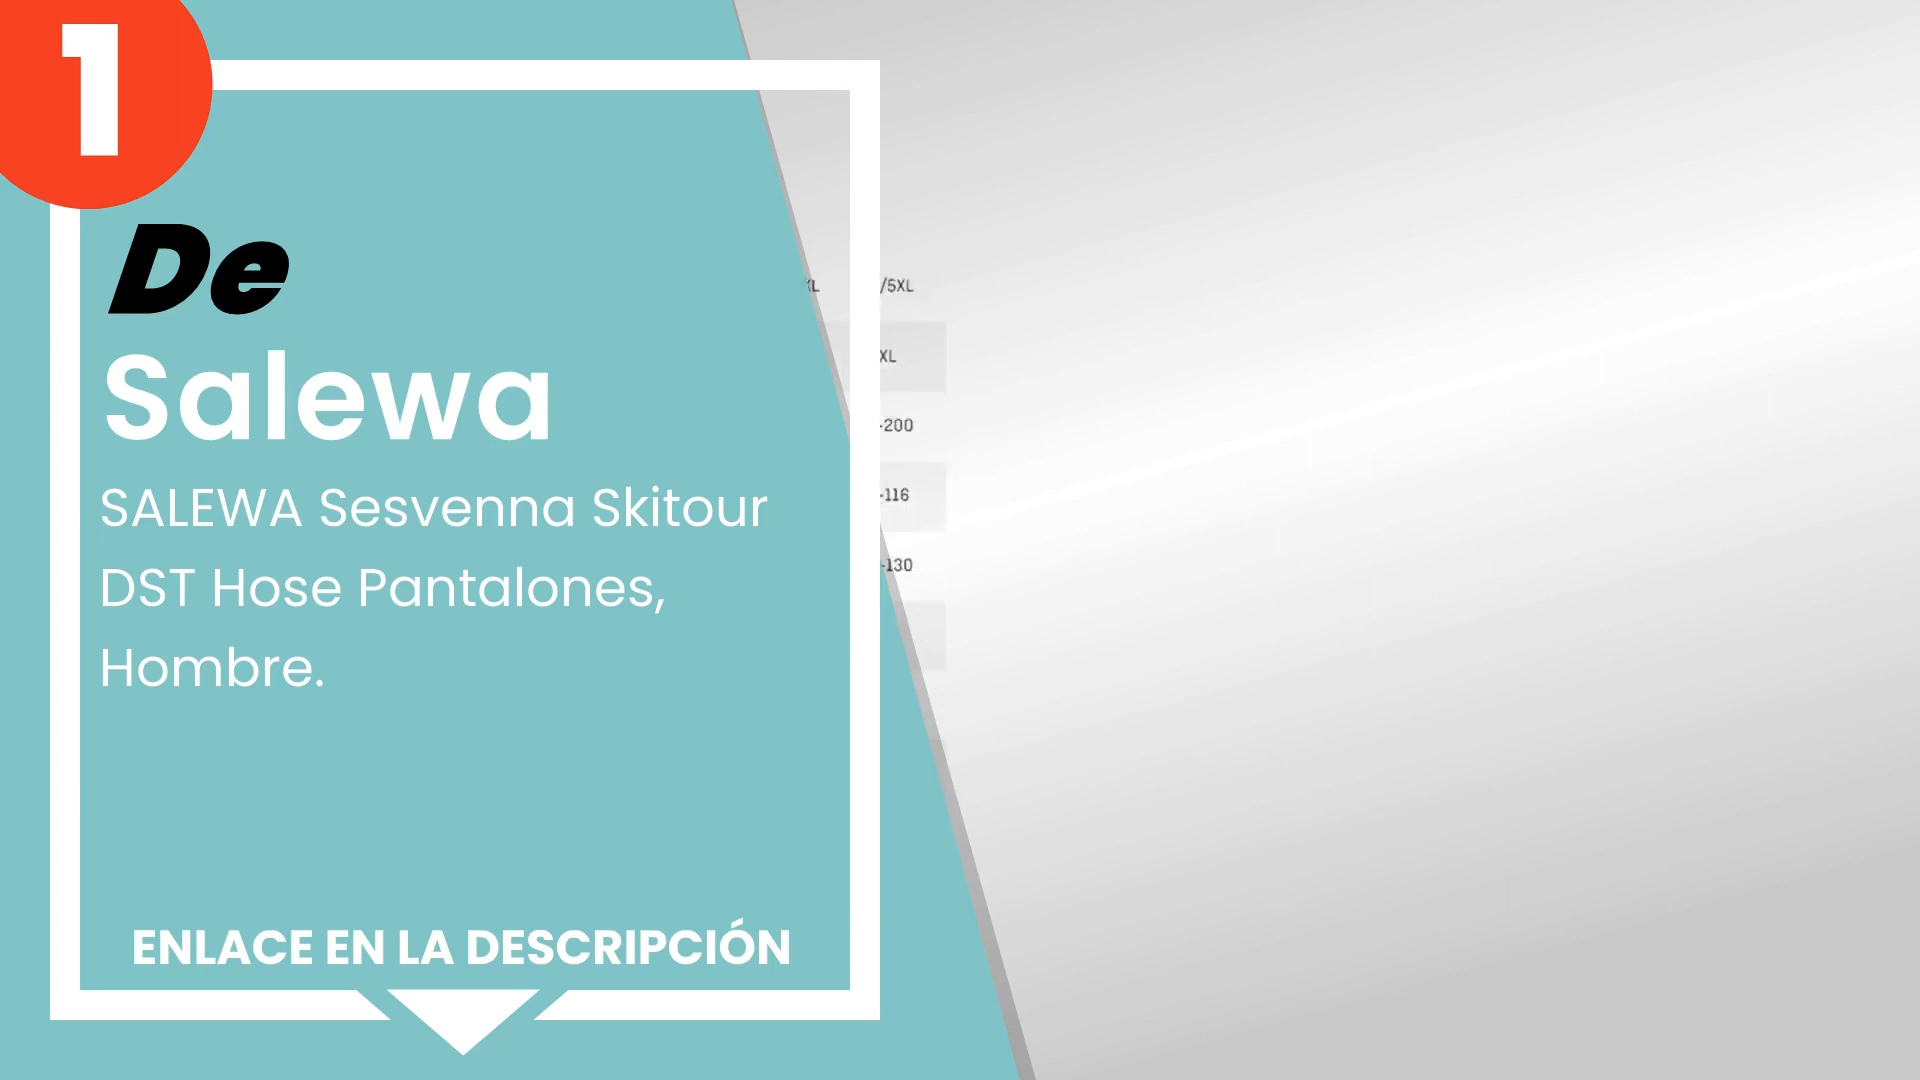 1
De
Salewa
SALEWA Sesvenna Skitour
DST Hose Pantalones,
Hombre.
ENLACE EN LA DESCRIPCIÓN
XL /5XL
XL
-200
-116
-130